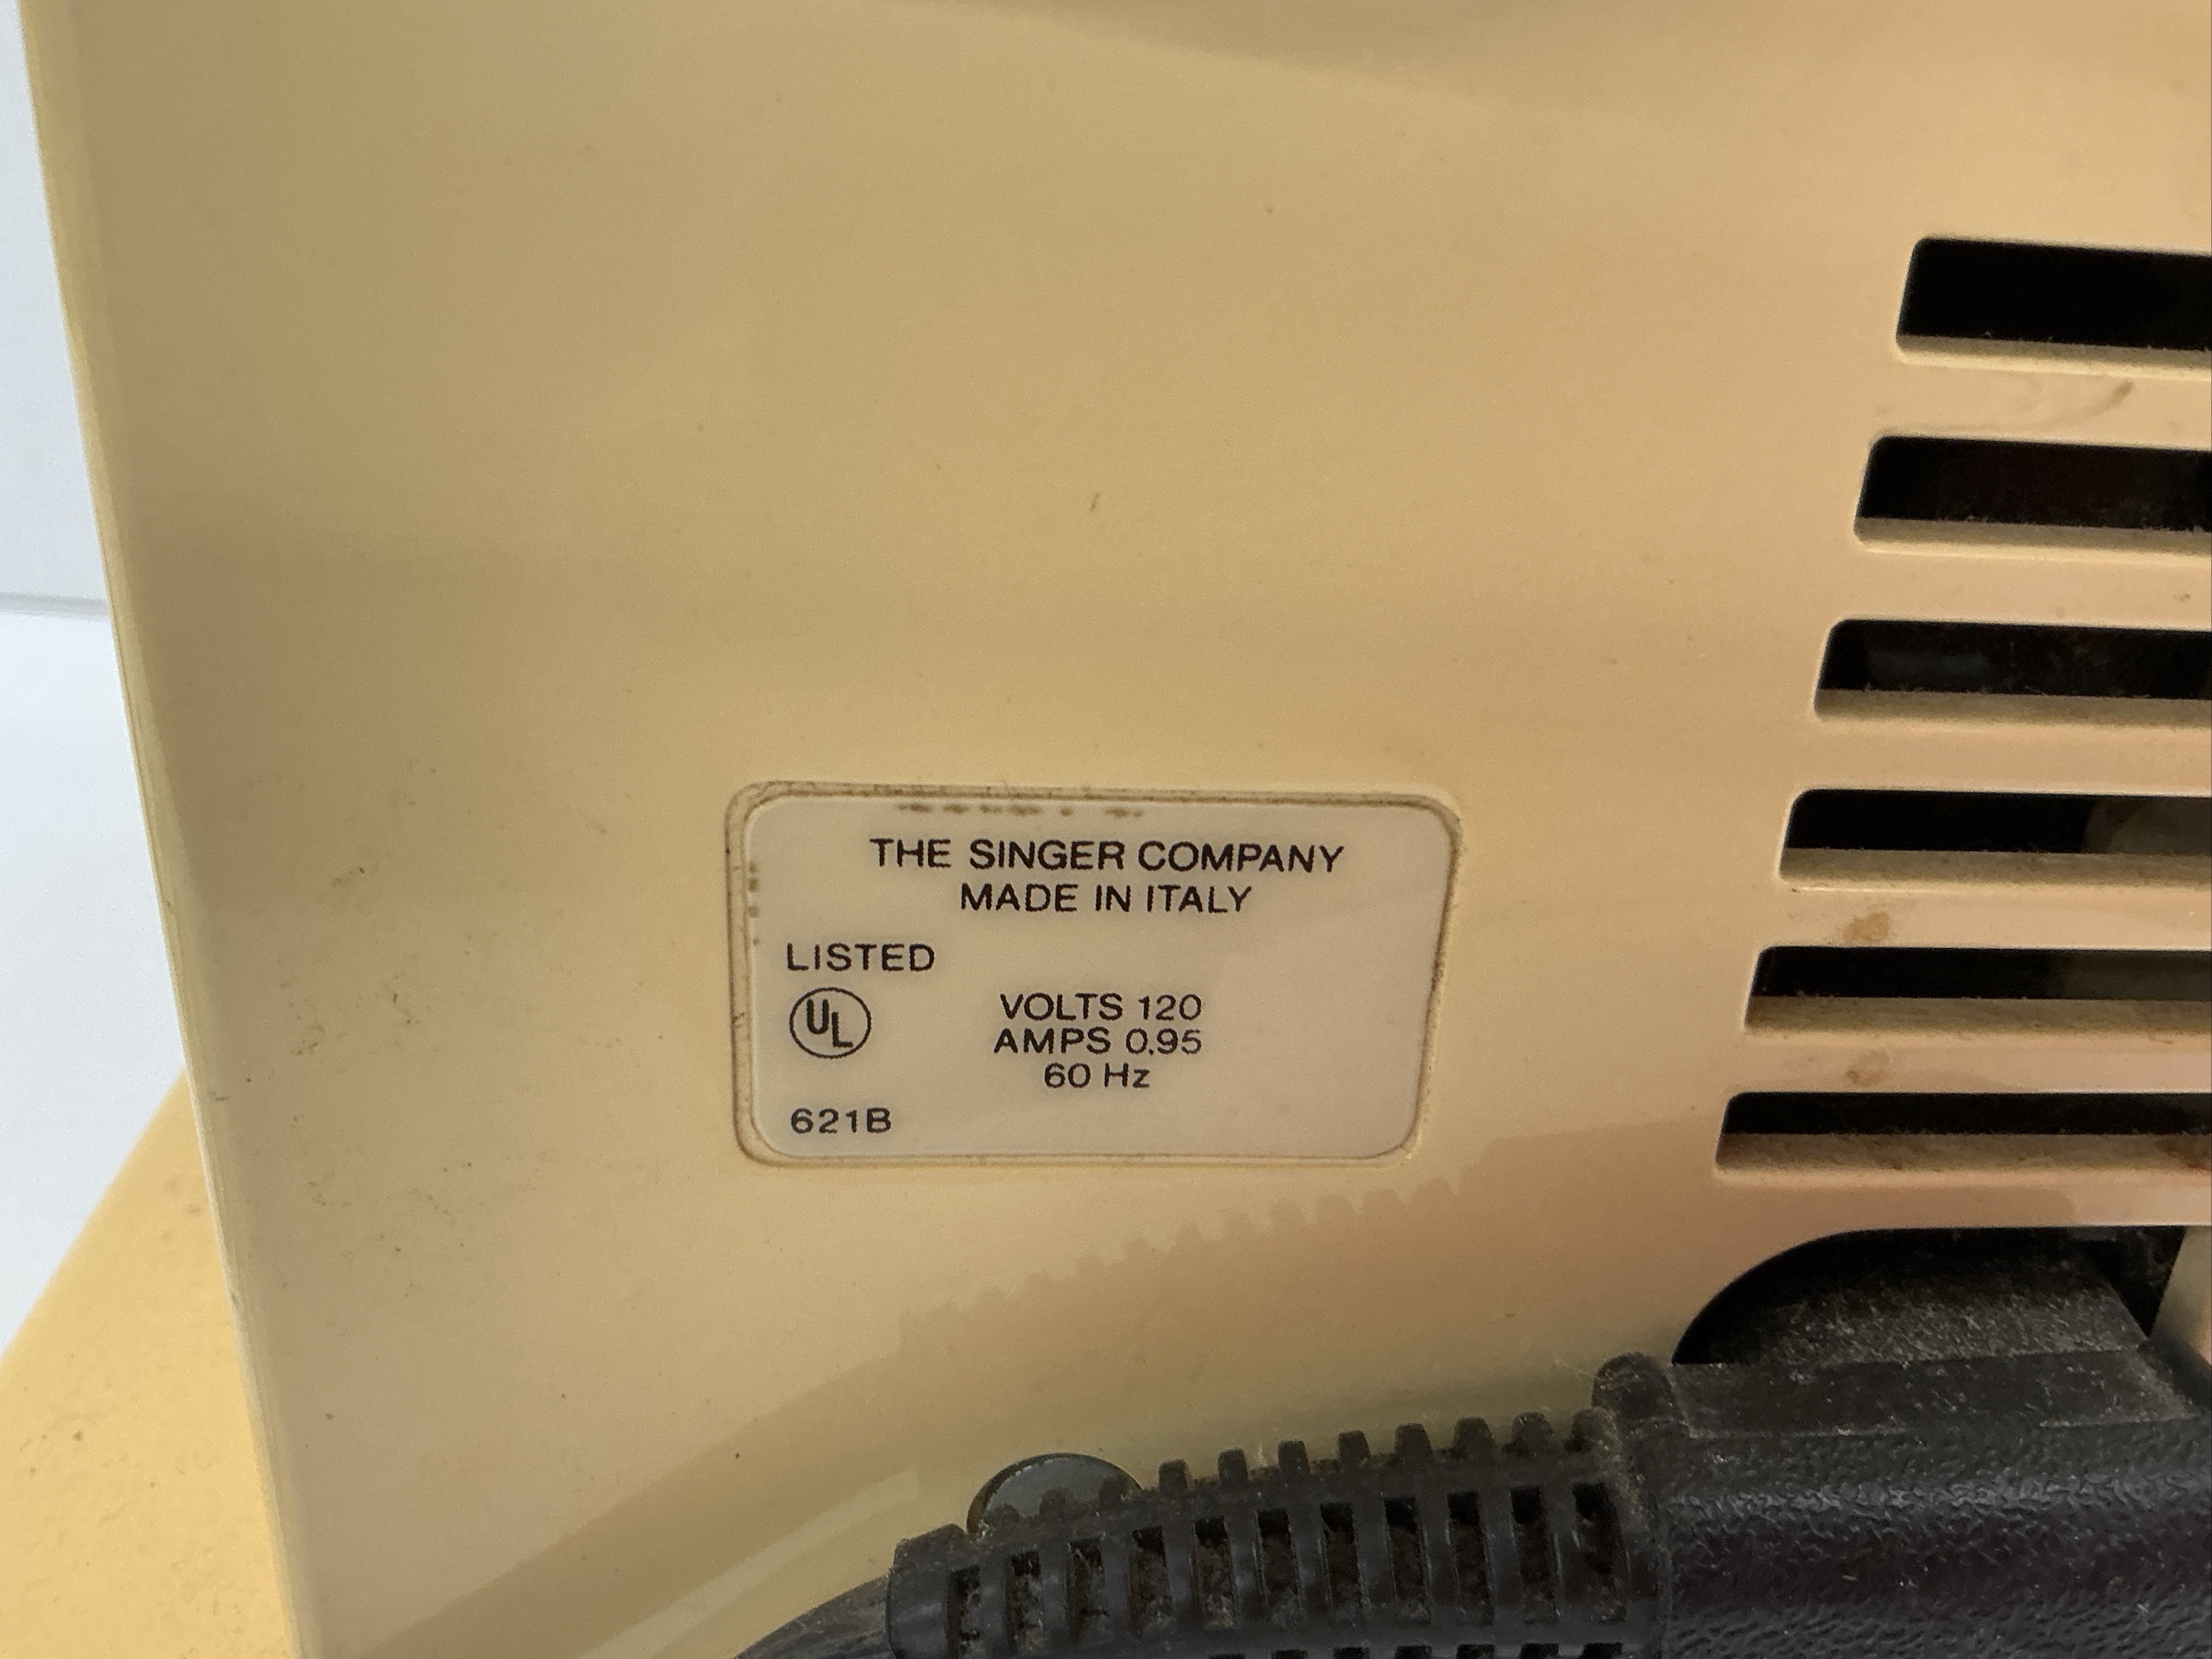 THE SINGER COMPANY
MADE IN ITALY
LISTED
UL
VOLTS 120
AMPS 0.95
60 Hz
621B